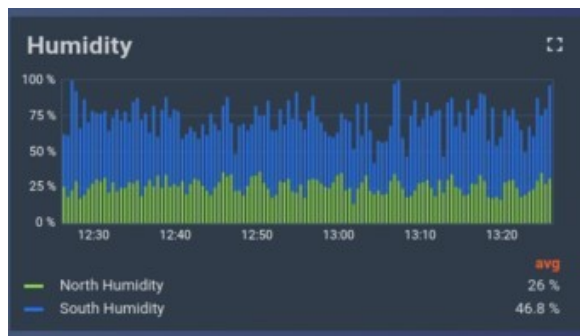 Humidity
100 %
75 %
50 %
25 %
0 %
12:30 12:40 12:50 13:00 13:10 13:20
avg
North Humidity 26 %
South Humidity 46.8 %